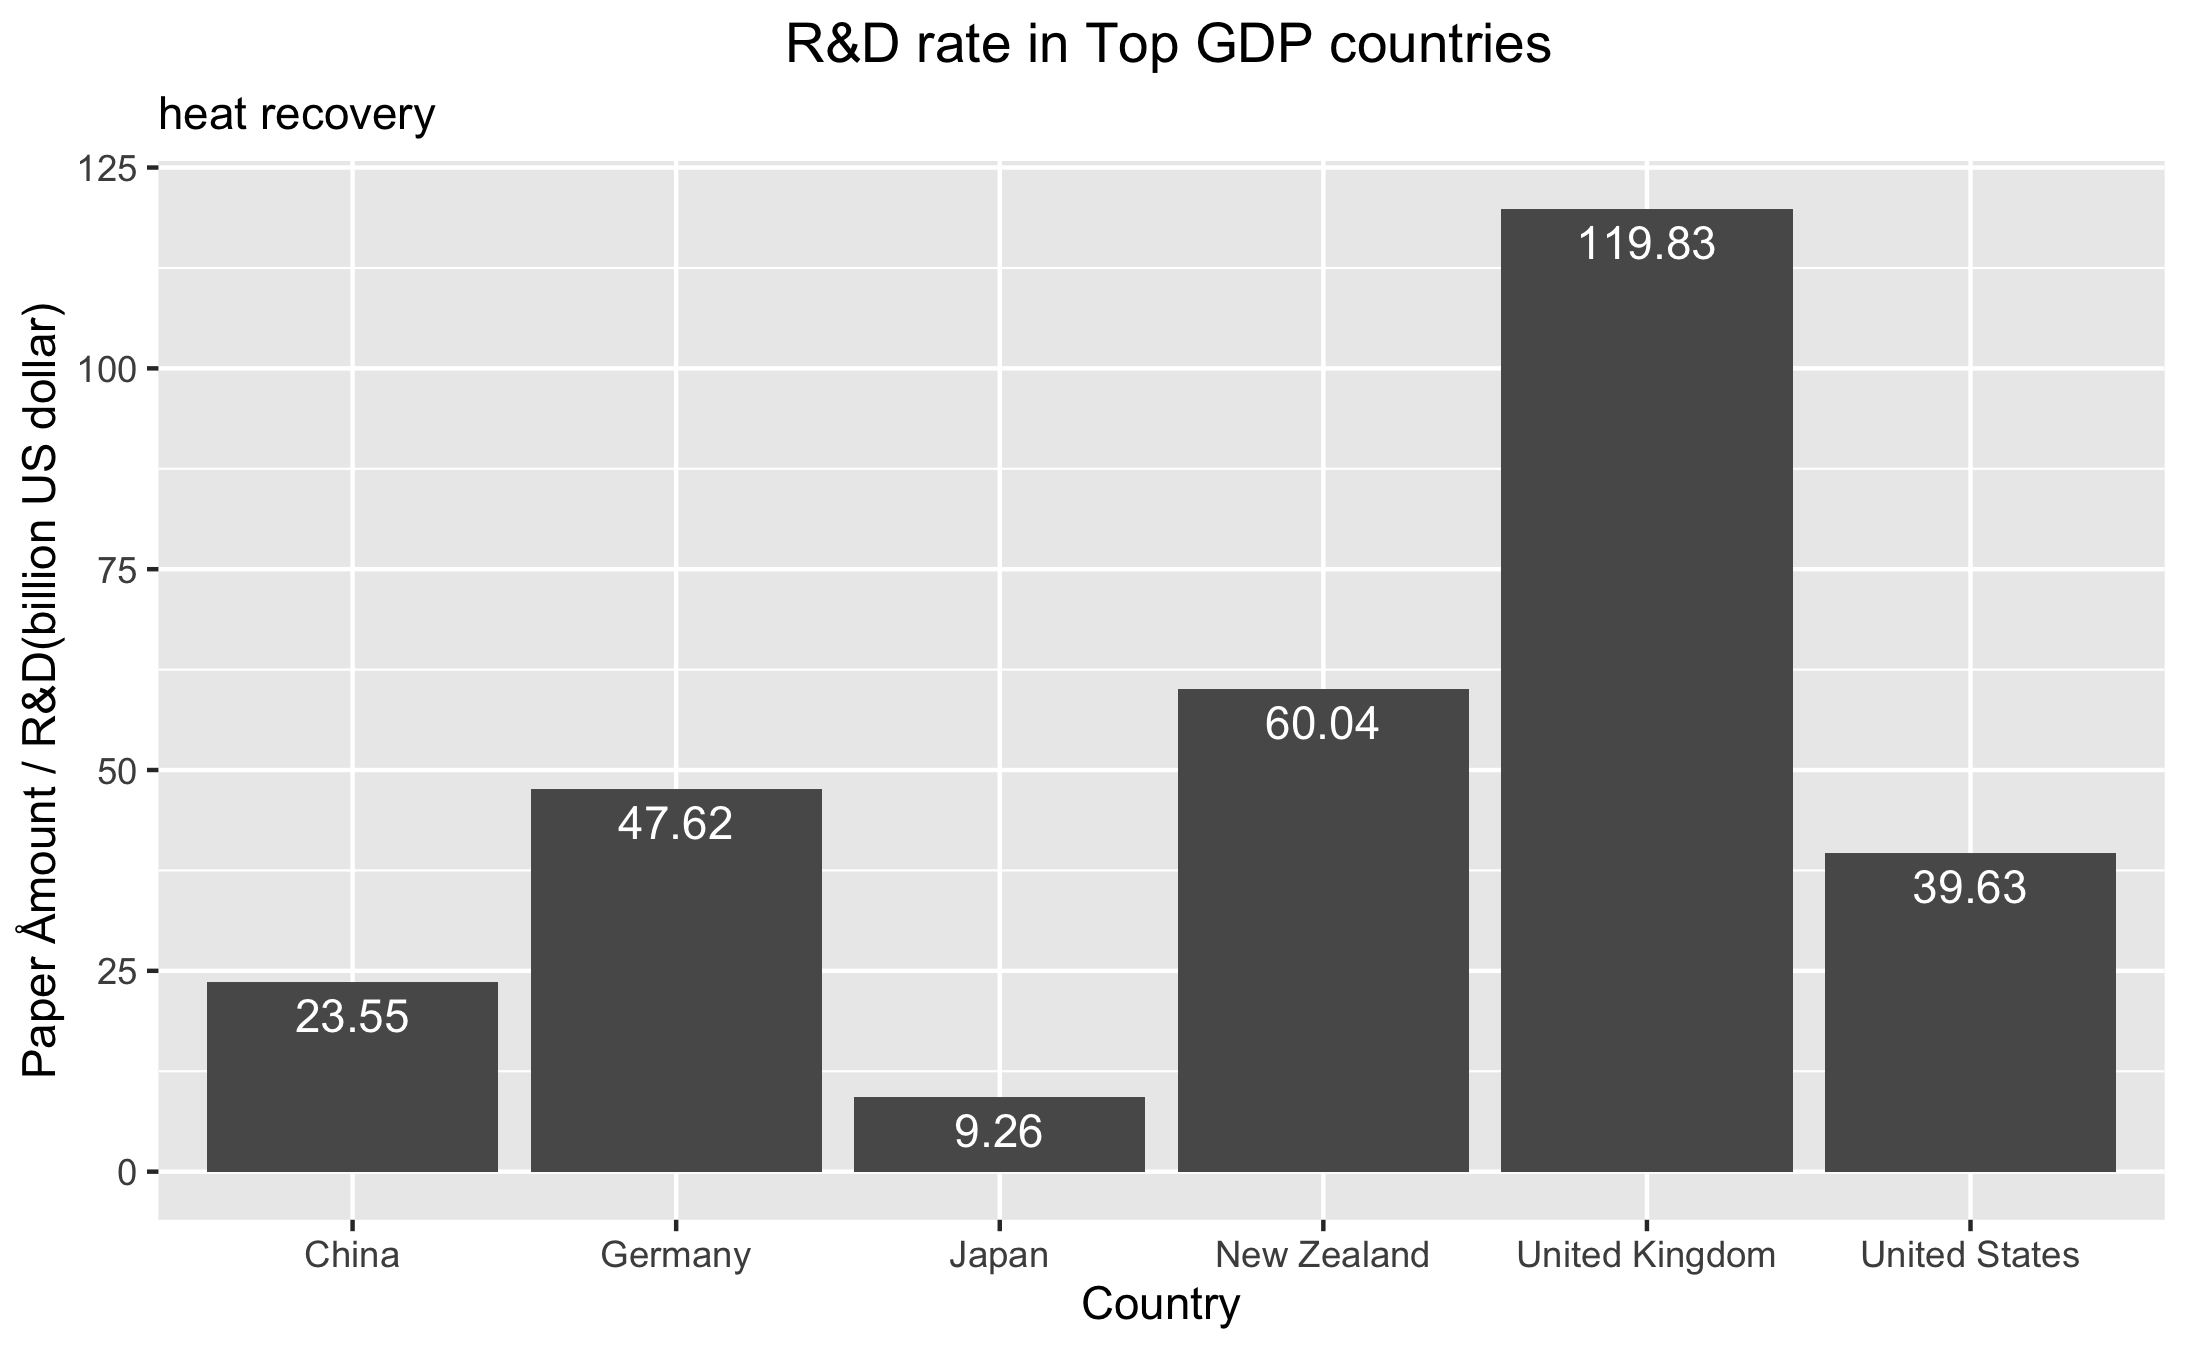 R&D rate in Top GDP countries
heat recovery
Paper Åmount / R&D(billion US dollar)
125
100
75
50
25
0
23.55
47.62
9.26
60.04
119.83
39.63
China
Germany
Japan
New Zealand
United Kingdom
United States
Country